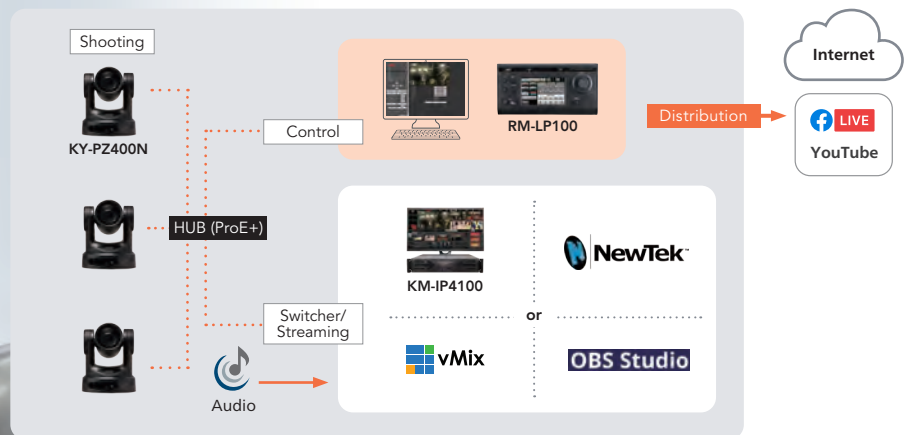 Shooting
KY-PZ400N
HUB (ProE+)
Control
RM-LP100
Distribution
Internet
LIVE
YouTube
Switcher/
Streaming
KM-IP4100
NewTek™
or
vMix
OBS Studio
Audio